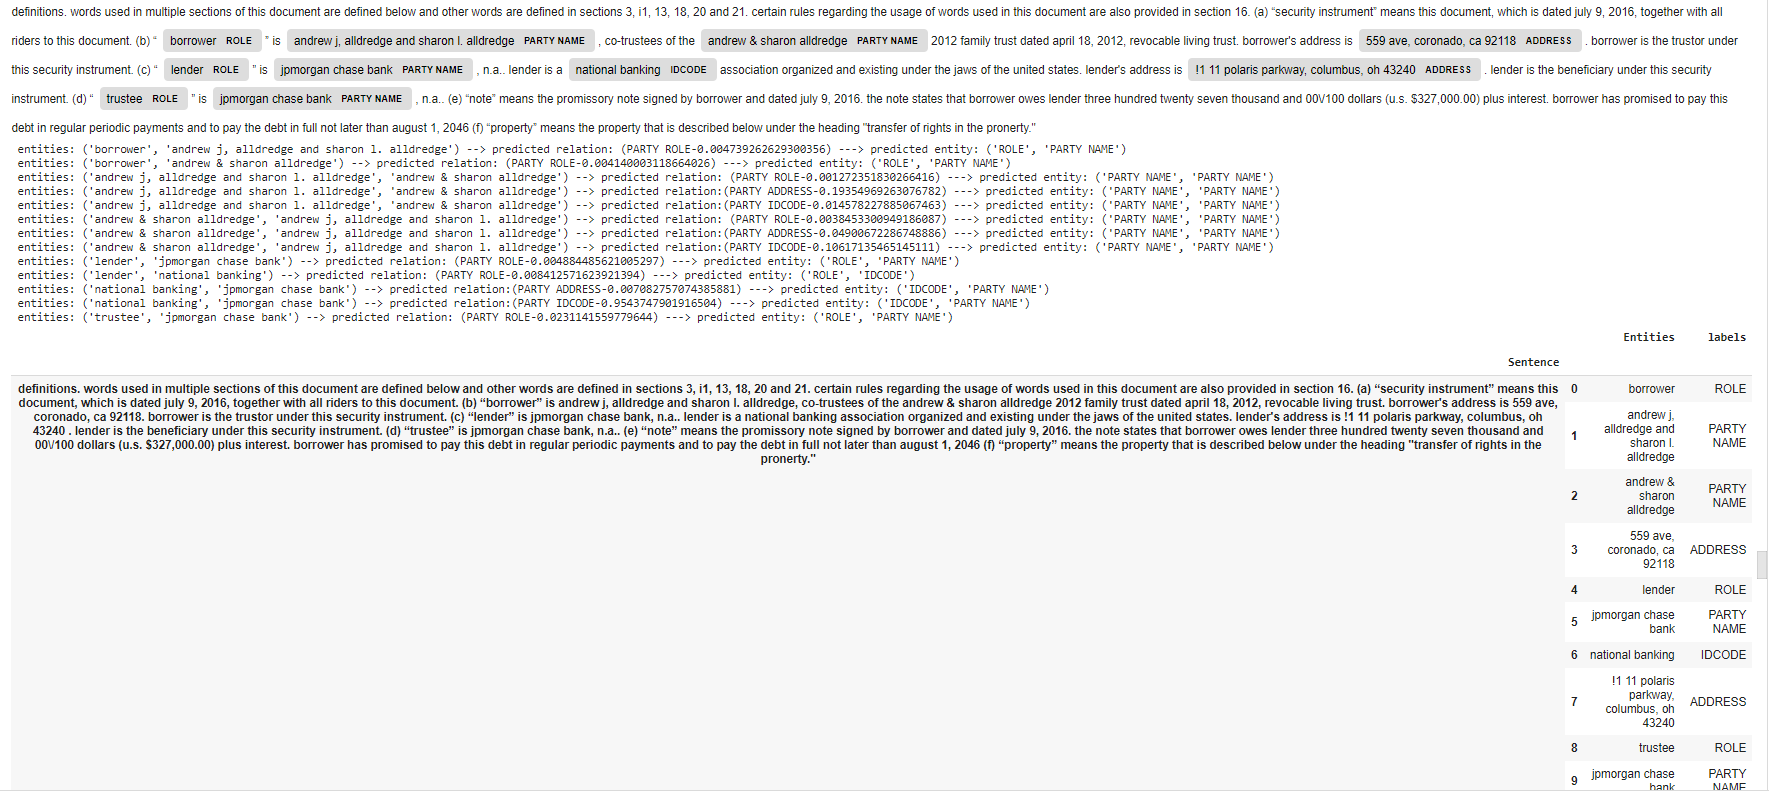 definitions. words used in multiple sections of this document are defined below and other words are defined in sections 3, i1, 13, 18, 20 and 21. certain rules regarding the usage of words used in this document are also provided in section 16. (a) “security instrument” means this document, which is dated july 9, 2016, together with all
riders to this document. (b) “ borrower ROLE ” is andrew j, alldredge and sharon l. alldredge PARTY NAME , co-trustees of the andrew & sharon alldredge PARTY NAME 2012 family trust dated april 18, 2012, revocable living trust. borrower's address is 559 ave, coronado, ca 92118 ADDRESS . borrower is the trustor under
this security instrument. (c) “ lender ROLE ” is jpmorgan chase bank PARTY NAME , n.a.. lender is a national banking IDCODE association organized and existing under the jaws of the united states. lender's address is !1 11 polaris parkway, columbus, oh 43240 ADDRESS . lender is the beneficiary under this security
instrument. (d) “ trustee ROLE ” is jpmorgan chase bank PARTY NAME , n.a.. (e) “note” means the promissory note signed by borrower and dated july 9, 2016. the note states that borrower owes lender three hundred twenty seven thousand and 00\/100 dollars (u.s. $327,000.00) plus interest. borrower has promised to pay this
debt in regular periodic payments and to pay the debt in full not later than august 1, 2046 (f) “property” means the property that is described below under the heading "transfer of rights in the pronerty."
entities: ('borrower', 'andrew j, alldredge and sharon l. alldredge') --> predicted relation: (PARTY ROLE-0.004739262629300356) ---> predicted entity: ('ROLE', 'PARTY NAME')
entities: ('borrower', 'andrew & sharon alldredge') --> predicted relation: (PARTY ROLE-0.004140003118664026) ---> predicted entity: ('ROLE', 'PARTY NAME')
entities: ('andrew j, alldredge and sharon l. alldredge', 'andrew & sharon alldredge') --> predicted relation: (PARTY ROLE-0.001272351830266416) ---> predicted entity: ('PARTY NAME', 'PARTY NAME')
entities: ('andrew j, alldredge and sharon l. alldredge', 'andrew & sharon alldredge') --> predicted relation:(PARTY ADDRESS-0.19354969263076782) ---> predicted entity: ('PARTY NAME', 'PARTY NAME')
entities: ('andrew j, alldredge and sharon l. alldredge', 'andrew & sharon alldredge') --> predicted relation:(PARTY IDCODE-0.014578227885067463) ---> predicted entity: ('PARTY NAME', 'PARTY NAME')
entities: ('andrew & sharon alldredge', 'andrew j, alldredge and sharon l. alldredge') --> predicted relation: (PARTY ROLE-0.0038453300949186087) ---> predicted entity: ('PARTY NAME', 'PARTY NAME')
entities: ('andrew & sharon alldredge', 'andrew j, alldredge and sharon l. alldredge') --> predicted relation:(PARTY ADDRESS-0.04900672286748886) ---> predicted entity: ('PARTY NAME', 'PARTY NAME')
entities: ('andrew & sharon alldredge', 'andrew j, alldredge and sharon l. alldredge') --> predicted relation:(PARTY IDCODE-0.10617135465145111) ---> predicted entity: ('PARTY NAME', 'PARTY NAME')
entities: ('lender', 'jpmorgan chase bank') --> predicted relation: (PARTY ROLE-0.004884485621005297) ---> predicted entity: ('ROLE', 'PARTY NAME')
entities: ('lender', 'national banking') --> predicted relation: (PARTY ROLE-0.008412571623921394) ---> predicted entity: ('ROLE', 'IDCODE')
entities: ('national banking', 'jpmorgan chase bank') --> predicted relation:(PARTY ADDRESS-0.007082757074385881) ---> predicted entity: ('IDCODE', 'PARTY NAME')
entities: ('national banking', 'jpmorgan chase bank') --> predicted relation:(PARTY IDCODE-0.9543747901916504) ---> predicted entity: ('IDCODE', 'PARTY NAME')
entities: ('trustee', 'jpmorgan chase bank') --> predicted relation: (PARTY ROLE-0.0231141559779644) ---> predicted entity: ('ROLE', 'PARTY NAME')
Entities labels
Sentence
definitions. words used in multiple sections of this document are defined below and other words are defined in sections 3, i1, 13, 18, 20 and 21. certain rules regarding the usage of words used in this document are also provided in section 16. (a) “security instrument” means this
document, which is dated july 9, 2016, together with all riders to this document. (b) “borrower” is andrew j, alldredge and sharon l. alldredge, co-trustees of the andrew & sharon alldredge 2012 family trust dated april 18, 2012, revocable living trust. borrower's address is 559 ave,
coronado, ca 92118. borrower is the trustor under this security instrument. (c) “lender” is jpmorgan chase bank, n.a.. lender is a national banking association organized and existing under the jaws of the united states. lender's address is !1 11 polaris parkway, columbus, oh
43240 . lender is the beneficiary under this security instrument. (d) “trustee” is jpmorgan chase bank, n.a.. (e) “note” means the promissory note signed by borrower and dated july 9, 2016. the note states that borrower owes lender three hundred twenty seven thousand and
00\/100 dollars (u.s. $327,000.00) plus interest. borrower has promised to pay this debt in regular periodic payments and to pay the debt in full not later than august 1, 2046 (f) “property” means the property that is described below under the heading "transfer of rights in the
pronerty."
0 borrower ROLE
1 andrew j,
alldredge and
sharon l.
alldredge
PARTY
NAME
2 andrew &
sharon
alldredge
PARTY
NAME
3 559 ave,
coronado, ca
92118
ADDRESS
4 lender ROLE
5 jpmorgan chase
bank
PARTY
NAME
6 national banking IDCODE
7 !1 11 polaris
parkway,
columbus, oh
43240
ADDRESS
8 trustee ROLE
9 jpmorgan chase
bank
PARTY
NAME